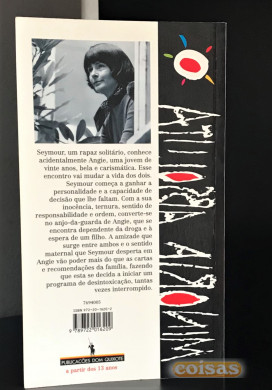 Seymour, um rapaz solitário, conhece
acidentalmente Angie, uma jovem de
vinte anos, bela e carismática. Esse
encontro vai mudar a vida dos dois.
Seymour começa a ganhar a
personalidade e a capacidade de
decisão que lhe faltam. Com a sua
inocência, ternura, sentido de
responsabilidade e ordem, converte-se
no anjo-da-guarda de Angie, que se
encontra dependente da droga e à
espera de um filho. A amizade que
surge entre ambos e o sentido
maternal que Seymour desperta em
Angie vão poder mais do que as cartas
e recomendações da família, fazendo
com que esta se decida a iniciar um
programa de desintoxicação, tantas
vezes interrompido.
PUBLICAÇÕES DOM QUIXOTE
a partir dos 13 anos
coisas